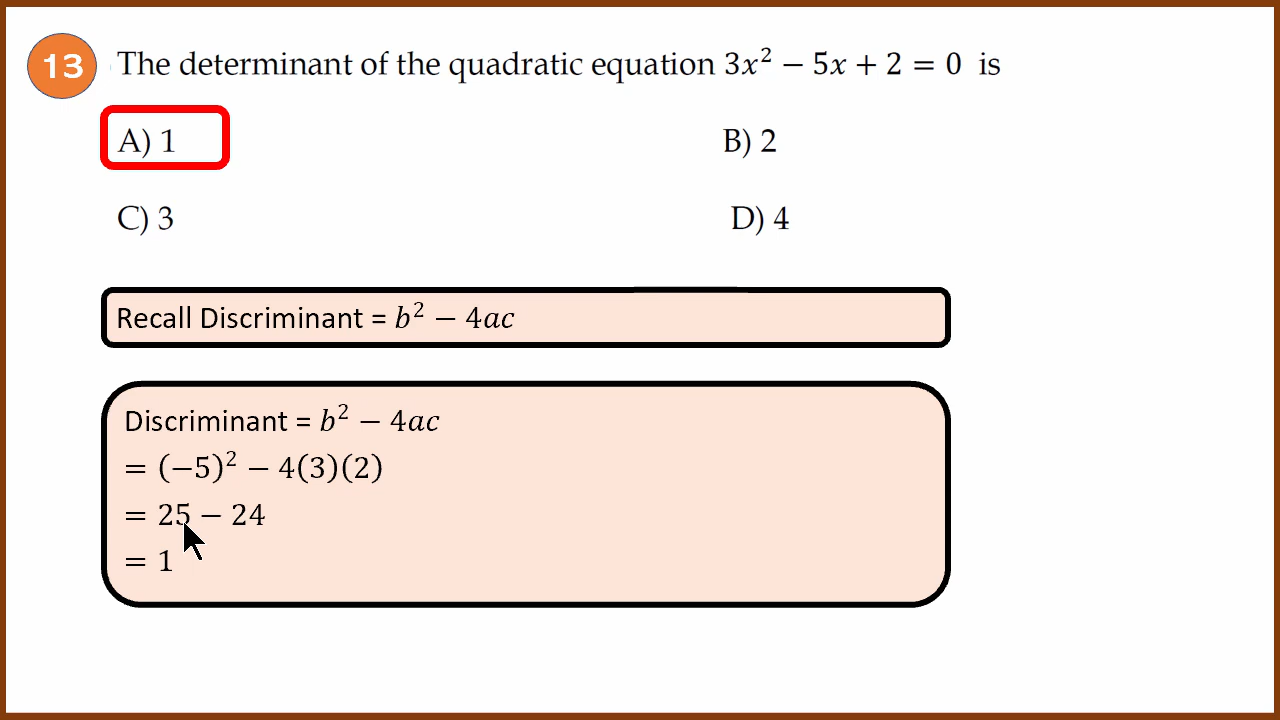 13 The determinant of the quadratic equation 3x² − 5x + 2 = 0 is
A) 1 B) 2
C) 3 D) 4
Recall Discriminant = b² − 4ac
Discriminant = b² − 4ac
= (−5)² − 4(3)(2)
= 25 − 24
= 1